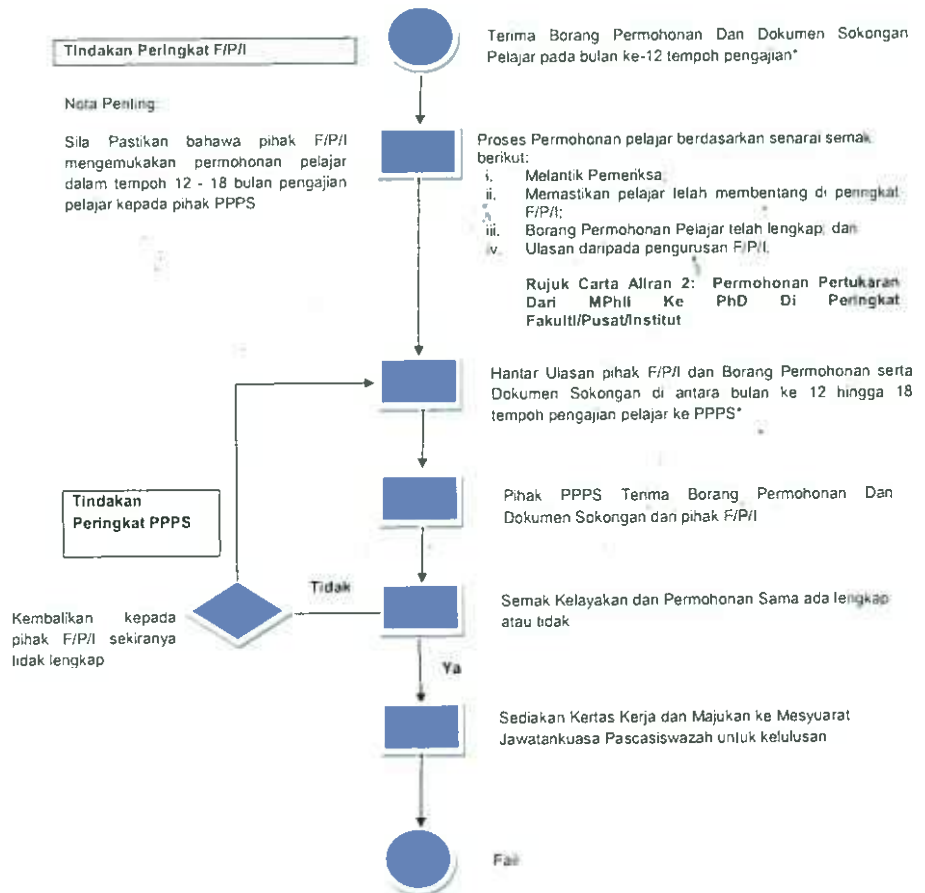 Tindakan Peringkat F/P/I
Terima Borang Permohonan Dan Dokumen Sokongan
Pelajar pada bulan ke-12 tempoh pengajian*
Nota Penting:
Sila Pastikan bahawa pihak F/P/I
mengemukakan permohonan pelajar
dalam tempoh 12 - 18 bulan pengajian
pelajar kepada pihak PPPS
Proses Permohonan pelajar berdasarkan senarai semak
berikut:
i. Melantik Pemeriksa;
ii. Memastikan pelajar telah membentang di peringkat
F/P/I;
iii. Borang Permohonan Pelajar telah lengkap; dan
iv. Ulasan daripada pengurusan F/P/I.
Rujuk Carta Aliran 2: Permohonan Pertukaran
Dari MPhil Ke PhD Di Peringkat
Fakulti/Pusat/Institut
Hantar Ulasan pihak F/P/I dan Borang Permohonan serta
Dokumen Sokongan di antara bulan ke 12 hingga 18
tempoh pengajian pelajar ke PPPS*
Tindakan
Peringkat PPPS
Pihak PPPS Terima Borang Permohonan Dan
Dokumen Sokongan dari pihak F/P/I
Tidak
Kembalikan kepada
pihak F/P/I sekiranya
tidak lengkap
Semak Kelayakan dan Permohonan Sama ada lengkap
atau tidak
Ya
Sediakan Kertas Kerja dan Majukan ke Mesyuarat
Jawatankuasa Pascasiswazah untuk kelulusan
Fail